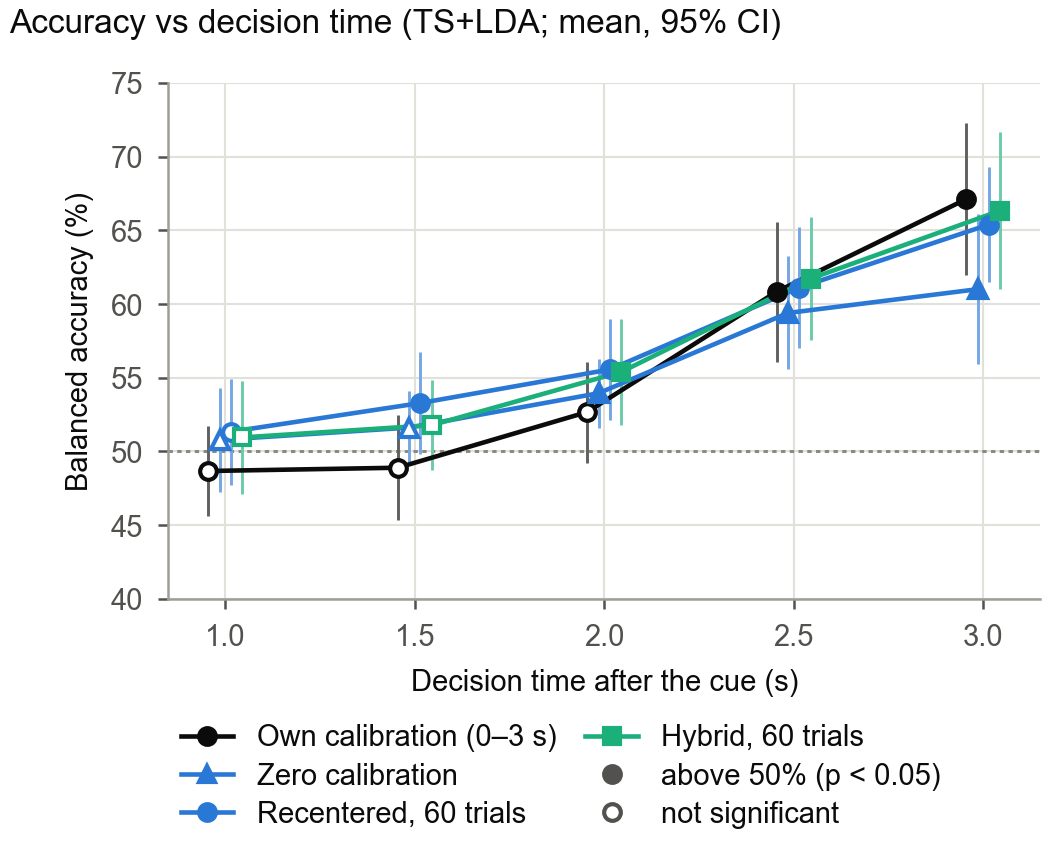 Accuracy vs decision time (TS+LDA; mean, 95% CI)
75
70
65
60
55
50
45
40
Balanced accuracy (%)
1.0 1.5 2.0 2.5 3.0
Decision time after the cue (s)
Own calibration (0–3 s)
Zero calibration
Recentered, 60 trials
Hybrid, 60 trials
above 50% (p < 0.05)
not significant